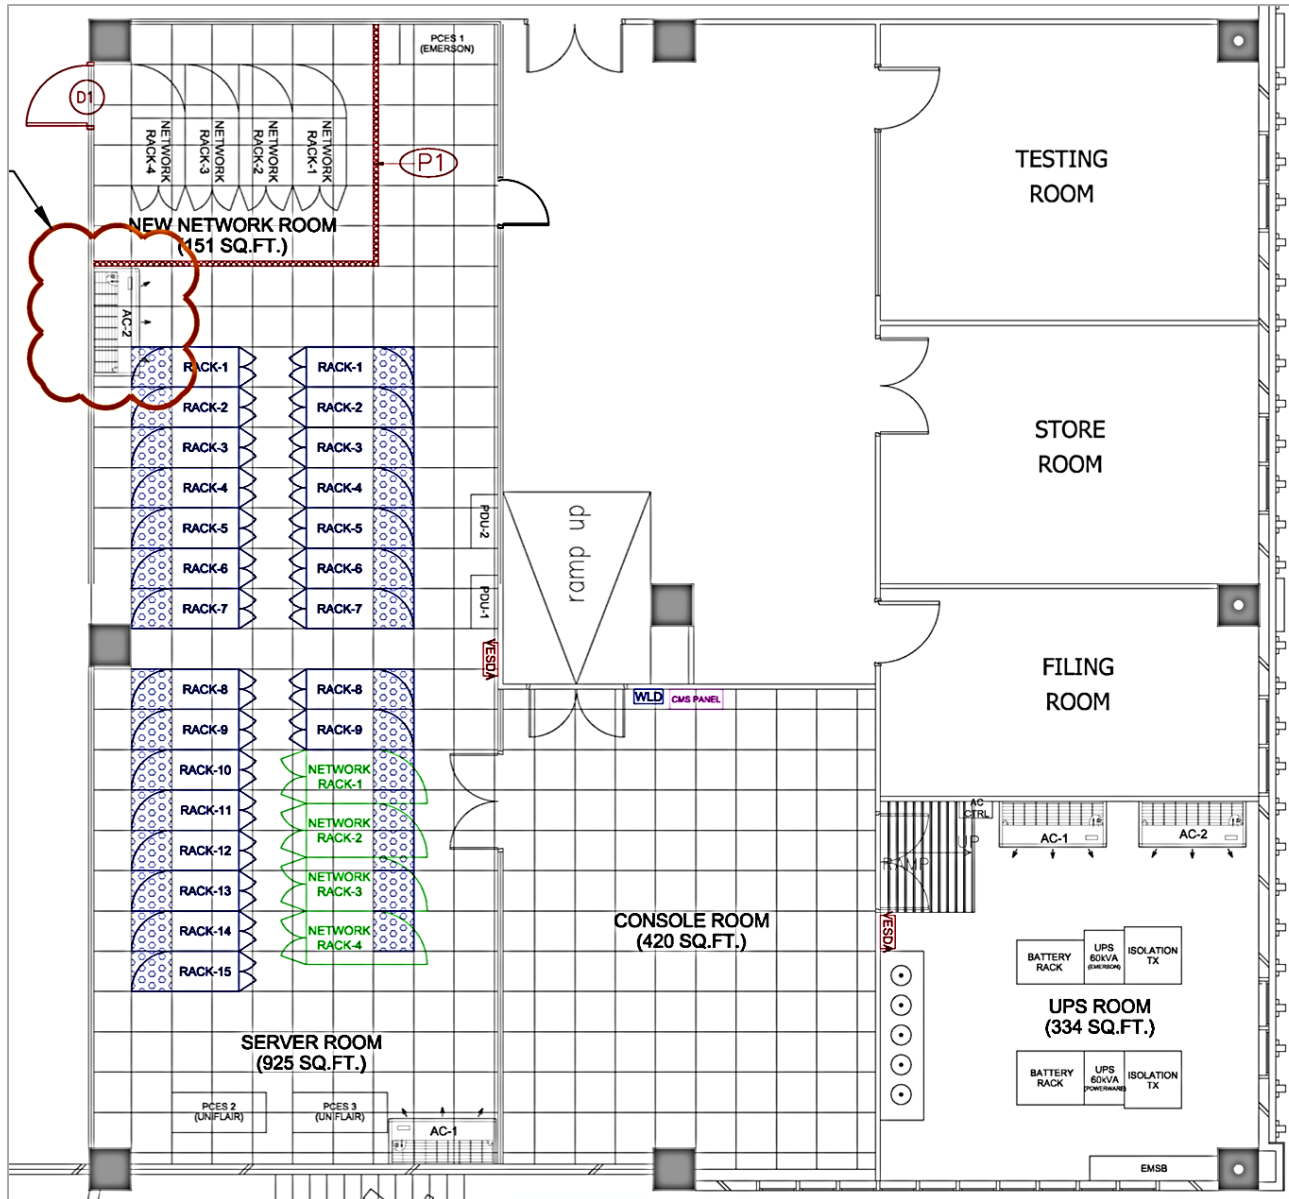 PCES 1
(EMERSON)
D1
NETWORK
RACK-4
NETWORK
RACK-3
NETWORK
RACK-2
NETWORK
RACK-1
P1
NEW NETWORK ROOM
(151 SQ.FT.)
TESTING
ROOM
AC-2
RACK-1
RACK-1
RACK-2
RACK-2
RACK-3
RACK-3
RACK-4
RACK-4
RACK-5
RACK-5
RACK-6
RACK-6
RACK-7
RACK-7
PDU-2
PDU-1
VESDA
ramp up
STORE
ROOM
FILING
ROOM
WLD
CMS PANEL
RACK-8
RACK-8
RACK-9
RACK-9
RACK-10
NETWORK
RACK-1
RACK-11
NETWORK
RACK-2
RACK-12
RACK-13
NETWORK
RACK-3
RACK-14
NETWORK
RACK-4
RACK-15
AC
CTRL
UP
RAMP
AC-1
AC-2
VESDA
CONSOLE ROOM
(420 SQ.FT.)
BATTERY
RACK
UPS
60kVA
(EMERSON)
ISOLATION
TX
UPS ROOM
(334 SQ.FT.)
BATTERY
RACK
UPS
60kVA
(POWERWARE)
ISOLATION
TX
SERVER ROOM
(925 SQ.FT.)
PCES 2
(UNIFLAIR)
PCES 3
(UNIFLAIR)
AC-1
EMSB